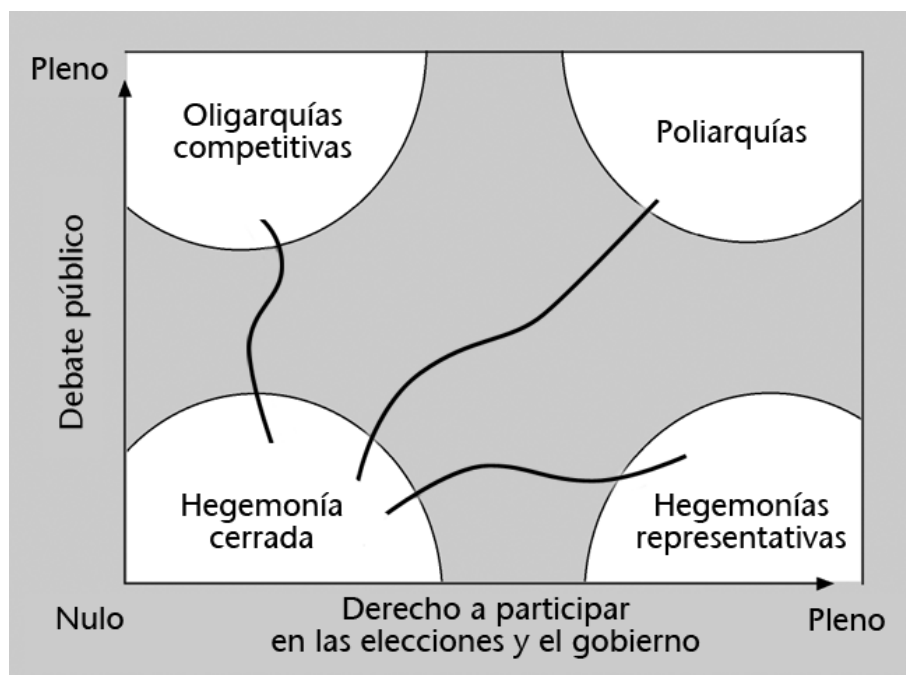 Pleno
Oligarquías
competitivas
Poliarquías
Debate público
Hegemonía
cerrada
Hegemonías
representativas
Nulo
Derecho a participar
en las elecciones y el gobierno
Pleno